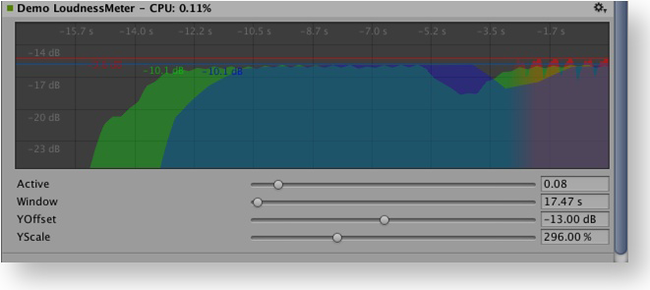 Demo LoudnessMeter - CPU: 0.11%
-15.7 s -14.0 s -12.2 s -10.5 s -8.7 s -7.0 s -5.2 s -3.5 s -1.7 s
-14 dB
-10.1 dB -10.1 dB
-17 dB
-20 dB
-23 dB
Active 0.08
Window 17.47 s
YOffset -13.00 dB
YScale 296.00 %